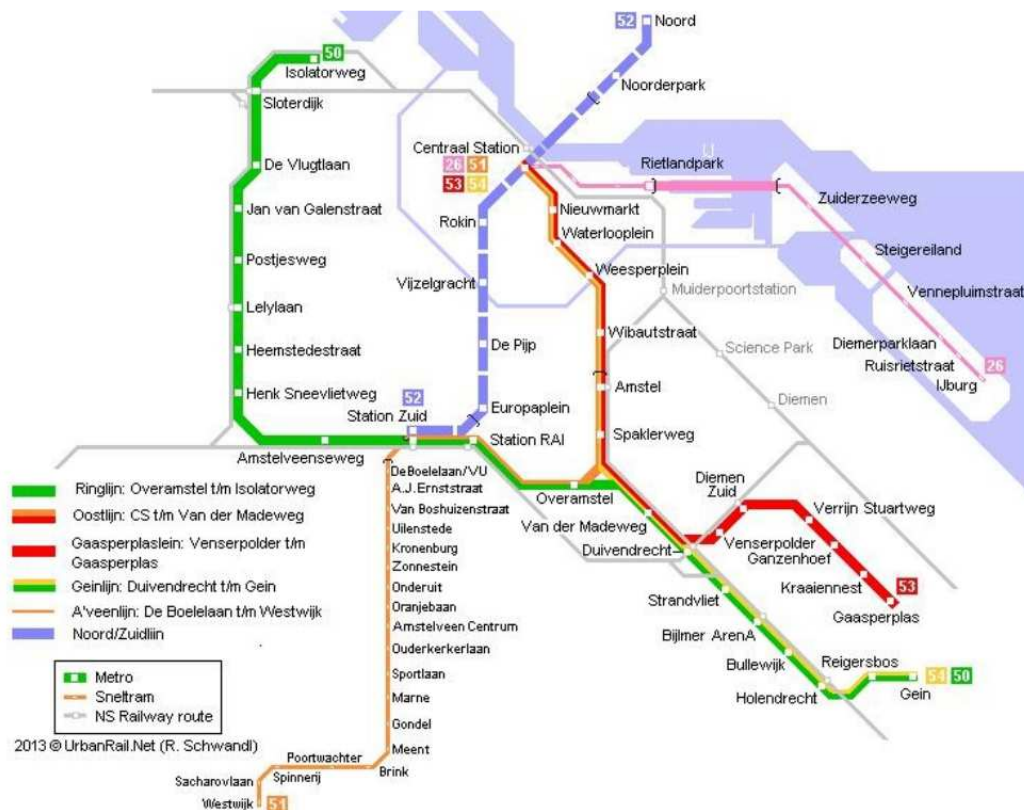 52 Noord
50
Isolatorweg
Noorderpark
Sloterdijk
Centraal Station
26 51
53 54
Rietlandpark
De Vlugtlaan
Zuiderzeeweg
Jan van Galenstraat
Nieuwmarkt
Rokin
Waterlooplein
Steigereiland
Postjesweg
Weesperplein
Vijzelgracht
Muiderpoortstation
Vennepluimstraat
Lelylaan
Wibautstraat
De Pijp
Science Park
Diemerparklaan
Heemstedestraat
Ruisrietstraat
26
IJburg
Amstel
Henk Sneevlietweg
52
Diemen
Station Zuid
Europaplein
Spaklerweg
Station RAI
Amstelveenseweg
De Boelelaan/VU
A.J. Ernststraat
Overamstel
Diemen
Zuid
Van Boshuizenstraat
Van der Madeweg
Verrijn Stuartweg
Uilenstede
Venserpolder
Kronenburg
Duivendrecht
Ganzenhoef
Zonnestein
Kraaiennest
53
Onderuit
Strandvliet
Gaasperplas
Oranjebaan
Amstelveen Centrum
Bijlmer ArenA
Ouderkerkerlaan
Bullewijk
Reigersbos
54 50
Sportlaan
Holendrecht
Gein
Marne
Gondel
Meent
Poortwachter
Brink
Spinnerij
Sacharovlaan
Westwijk
51
Ringlijn: Overamstel t/m Isolatorweg
Oostlijn: CS t/m Van der Madeweg
Gaasperplaslein: Venserpolder t/m
Gaasperplas
Geinlijn: Duivendrecht t/m Gein
A'veenlijn: De Boelelaan t/m Westwijk
Noord/Zuidliin
Metro
Sneltram
NS Railway route
2013 © UrbanRail.Net (R. Schwandl)